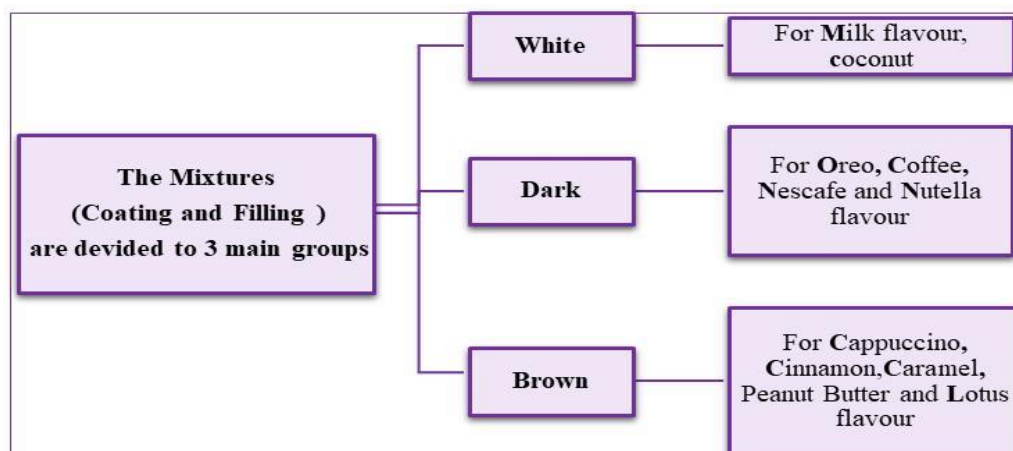 The Mixtures
(Coating and Filling )
are devided to 3 main groups
White
For Milk flavour,
coconut
Dark
For Oreo, Coffee,
Nescafe and Nutella
flavour
Brown
For Cappuccino,
Cinnamon,Caramel,
Peanut Butter and Lotus
flavour